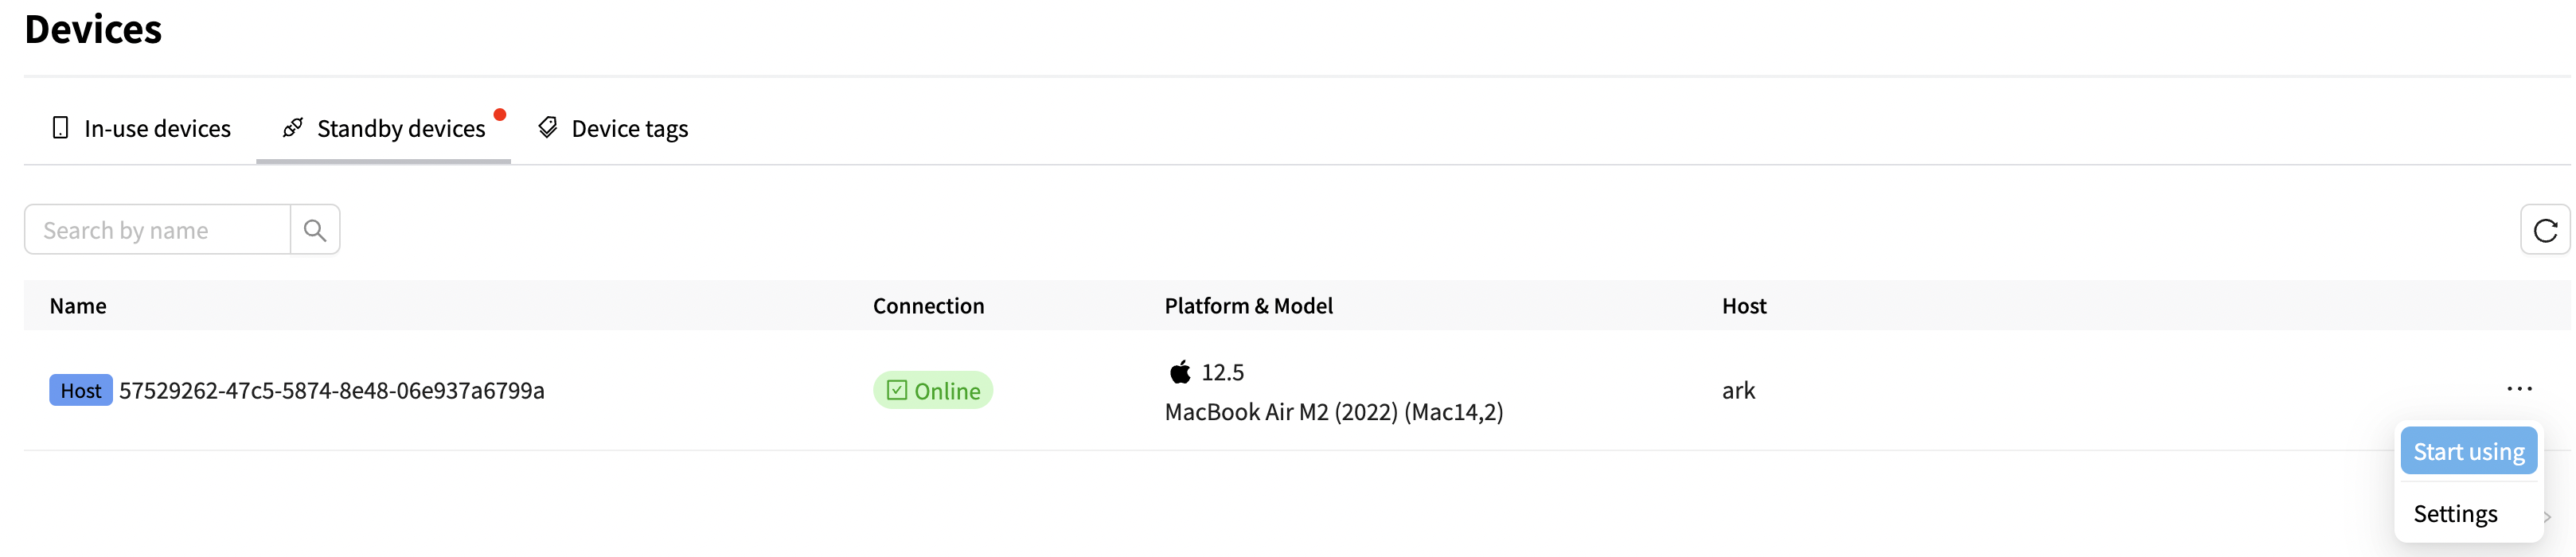 Devices
In-use devices Standby devices Device tags
Search by name
Name Connection Platform & Model Host
12.5
Host 57529262-47c5-5874-8e48-06e937a6799a Online ark ...
MacBook Air M2 (2022) (Mac14,2)
Start using
Settings